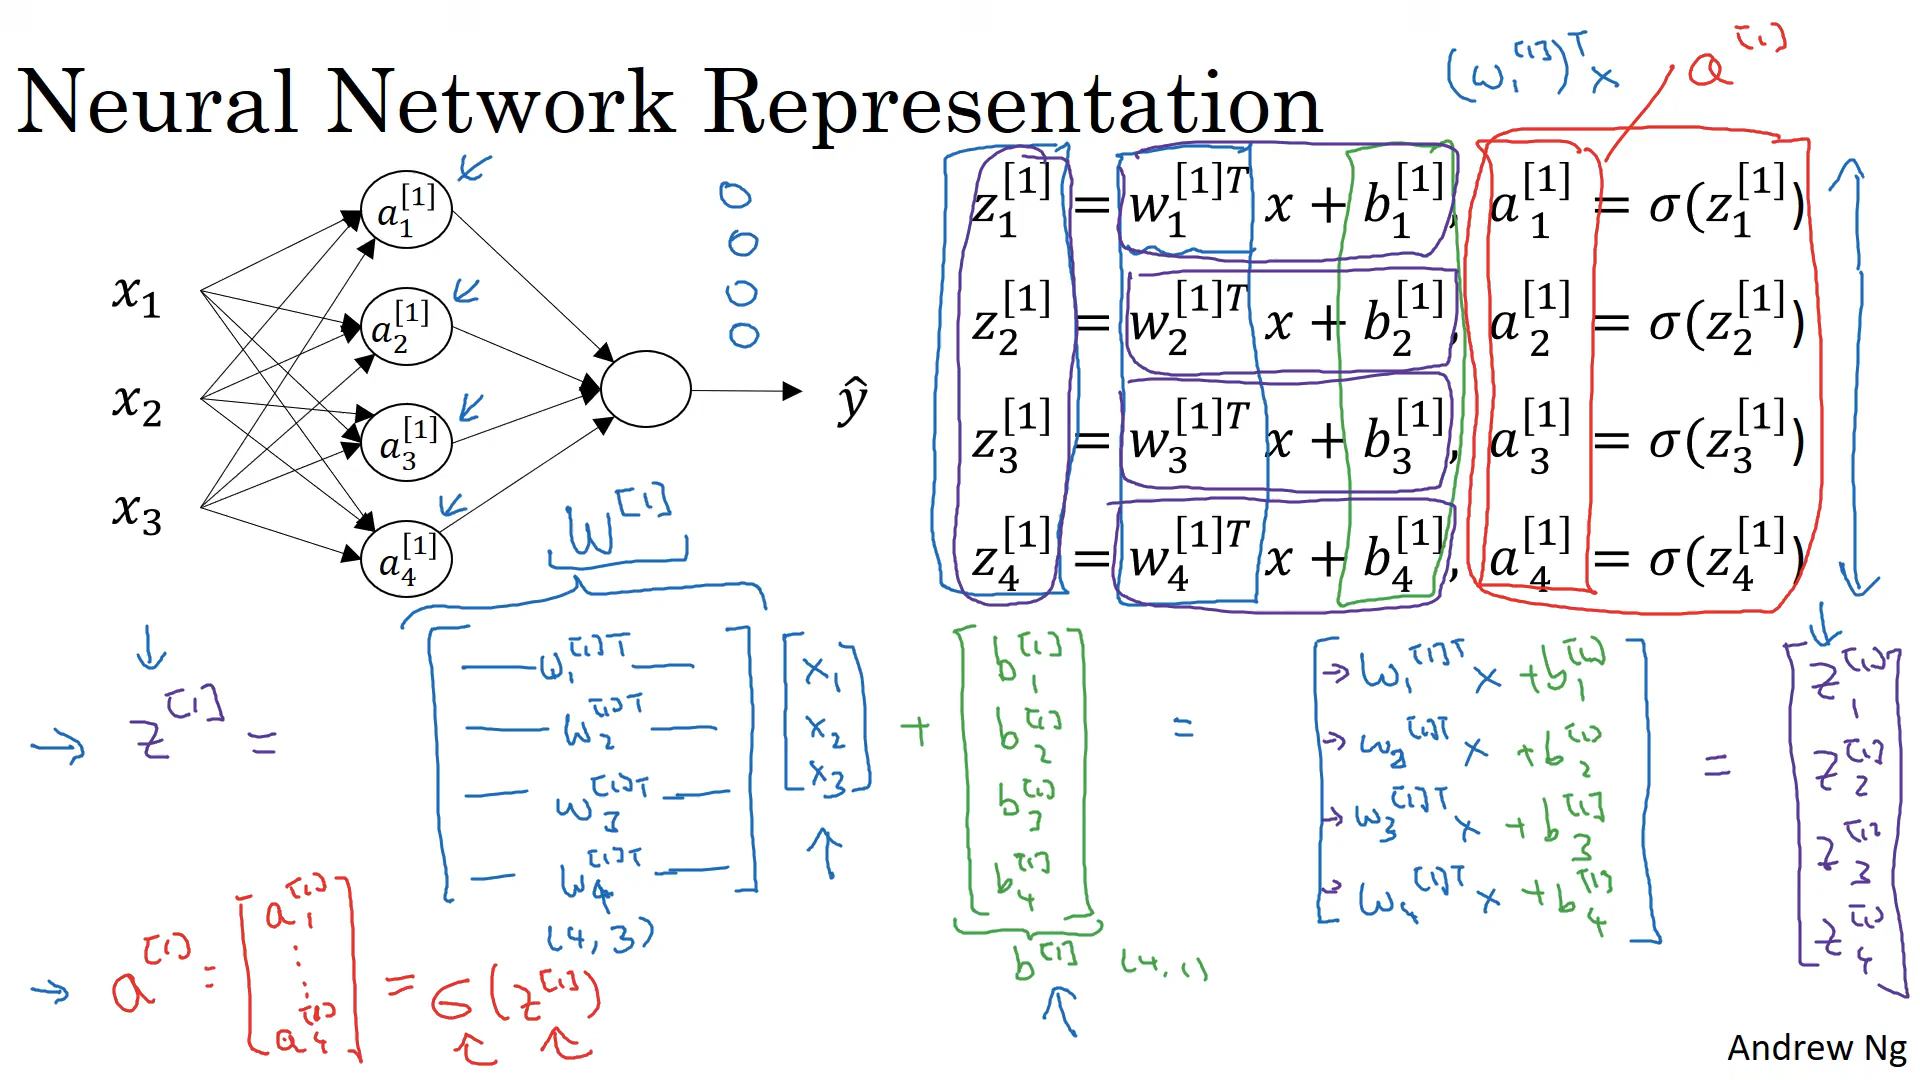 Neural Network Representation
(w₁^[1])^T x a^[1]
x₁
x₂
x₃
a₁^[1]
a₂^[1]
a₃^[1]
a₄^[1]
ŷ
z₁^[1] = w₁^[1]T x + b₁^[1], a₁^[1] = σ(z₁^[1])
z₂^[1] = w₂^[1]T x + b₂^[1], a₂^[1] = σ(z₂^[1])
z₃^[1] = w₃^[1]T x + b₃^[1], a₃^[1] = σ(z₃^[1])
z₄^[1] = w₄^[1]T x + b₄^[1], a₄^[1] = σ(z₄^[1])
W^[1]
→ z^[1] = [ — w₁^[1]T — ; — w₂^[1]T — ; — w₃^[1]T — ; — w₄^[1]T — ] [ x₁ ; x₂ ; x₃ ] + [ b₁^[1] ; b₂^[1] ; b₃^[1] ; b₄^[1] ] = [ → w₁^[1]T x + b₁^[1] ; → w₂^[1]T x + b₂^[1] ; → w₃^[1]T x + b₃^[1] ; → w₄^[1]T x + b₄^[1] ] = [ z₁^[1] ; z₂^[1] ; z₃^[1] ; z₄^[1] ]
(4,3)
b^[1] (4,1)
→ a^[1] = [ a₁^[1] ⋮ a₄^[1] ] = σ(z^[1])
Andrew Ng